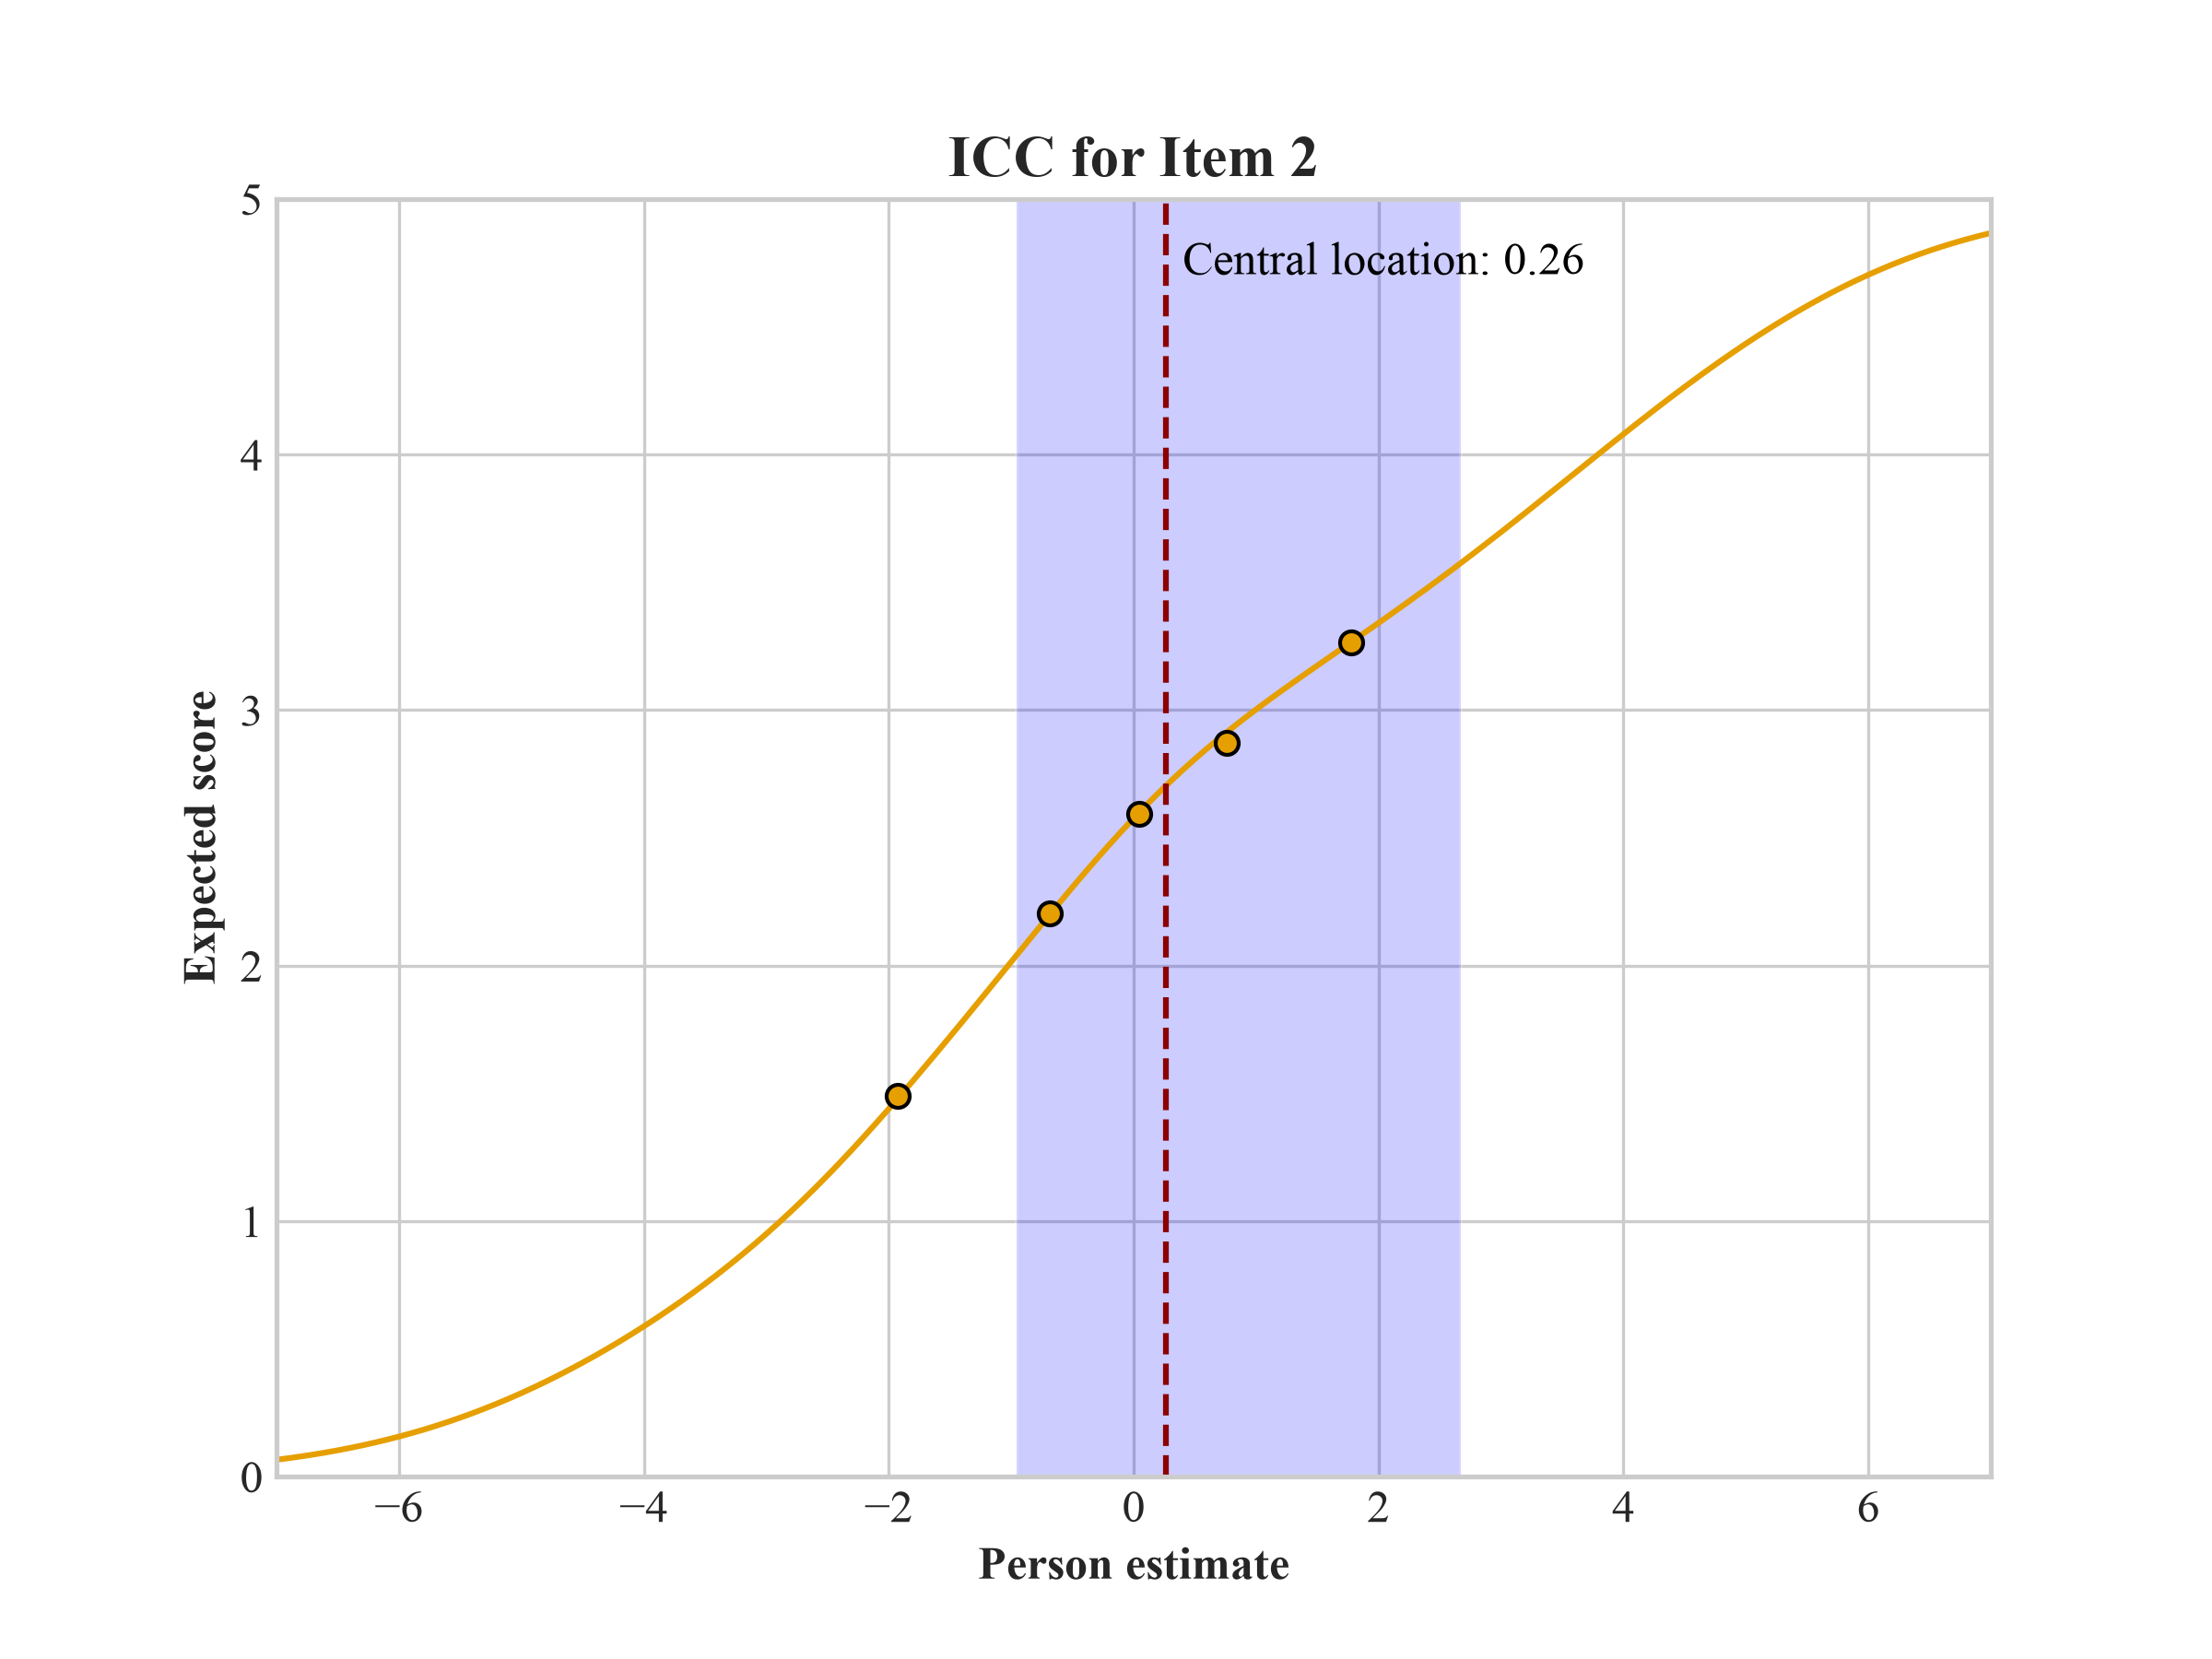 ICC for Item 2
Central location: 0.26
Expected score
5
4
3
2
1
0
−6 −4 −2 0 2 4 6
Person estimate